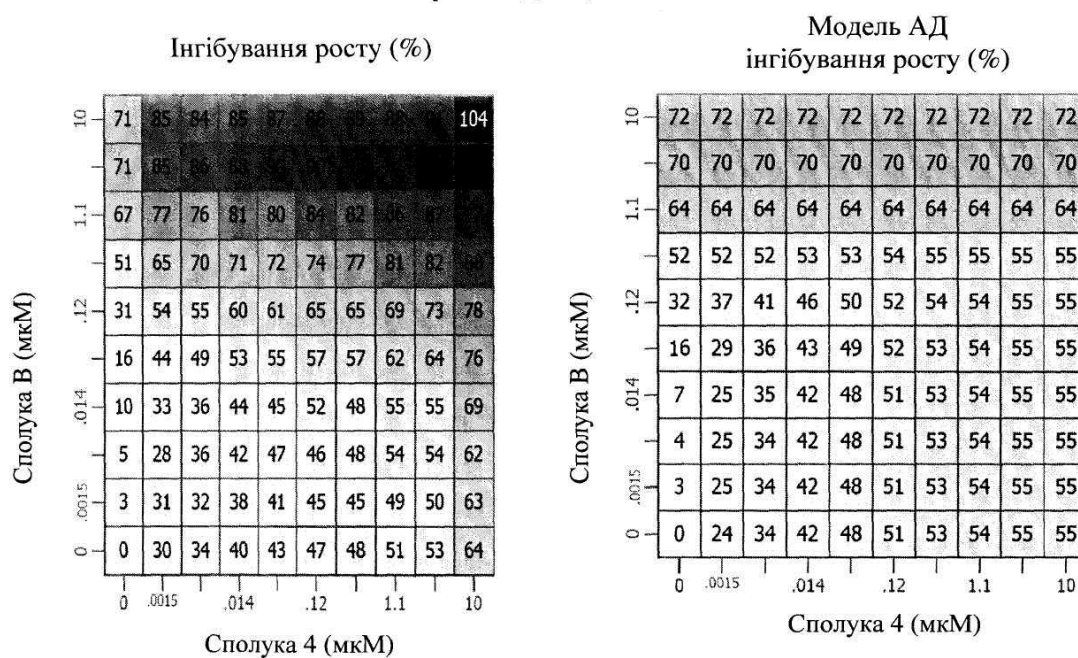 Інгібування росту (%)
10 71 85 84 85 87 104
71 85 86 83
1.1 67 77 76 81 80 84 82 86 87
51 65 70 71 72 74 77 81 82
.12 31 54 55 60 61 65 65 69 73 78
16 44 49 53 55 57 57 62 64 76
.014 10 33 36 44 45 52 48 55 55 69
5 28 36 42 47 46 48 54 54 62
.0015 3 31 32 38 41 45 45 49 50 63
0 0 30 34 40 43 47 48 51 53 64
0 .0015 .014 .12 1.1 10
Сполука B (мкМ)
Сполука 4 (мкМ)
Модель АД
інгібування росту (%)
10 72 72 72 72 72 72 72 72 72 72
70 70 70 70 70 70 70 70 70 70
1.1 64 64 64 64 64 64 64 64 64 64
52 52 52 53 53 54 55 55 55 55
.12 32 37 41 46 50 52 54 54 55 55
16 29 36 43 49 52 53 54 55 55
.014 7 25 35 42 48 51 53 54 55 55
4 25 34 42 48 51 53 54 55 55
.0015 3 25 34 42 48 51 53 54 55 55
0 0 24 34 42 48 51 53 54 55 55
0 .0015 .014 .12 1.1 10
Сполука B (мкМ)
Сполука 4 (мкМ)